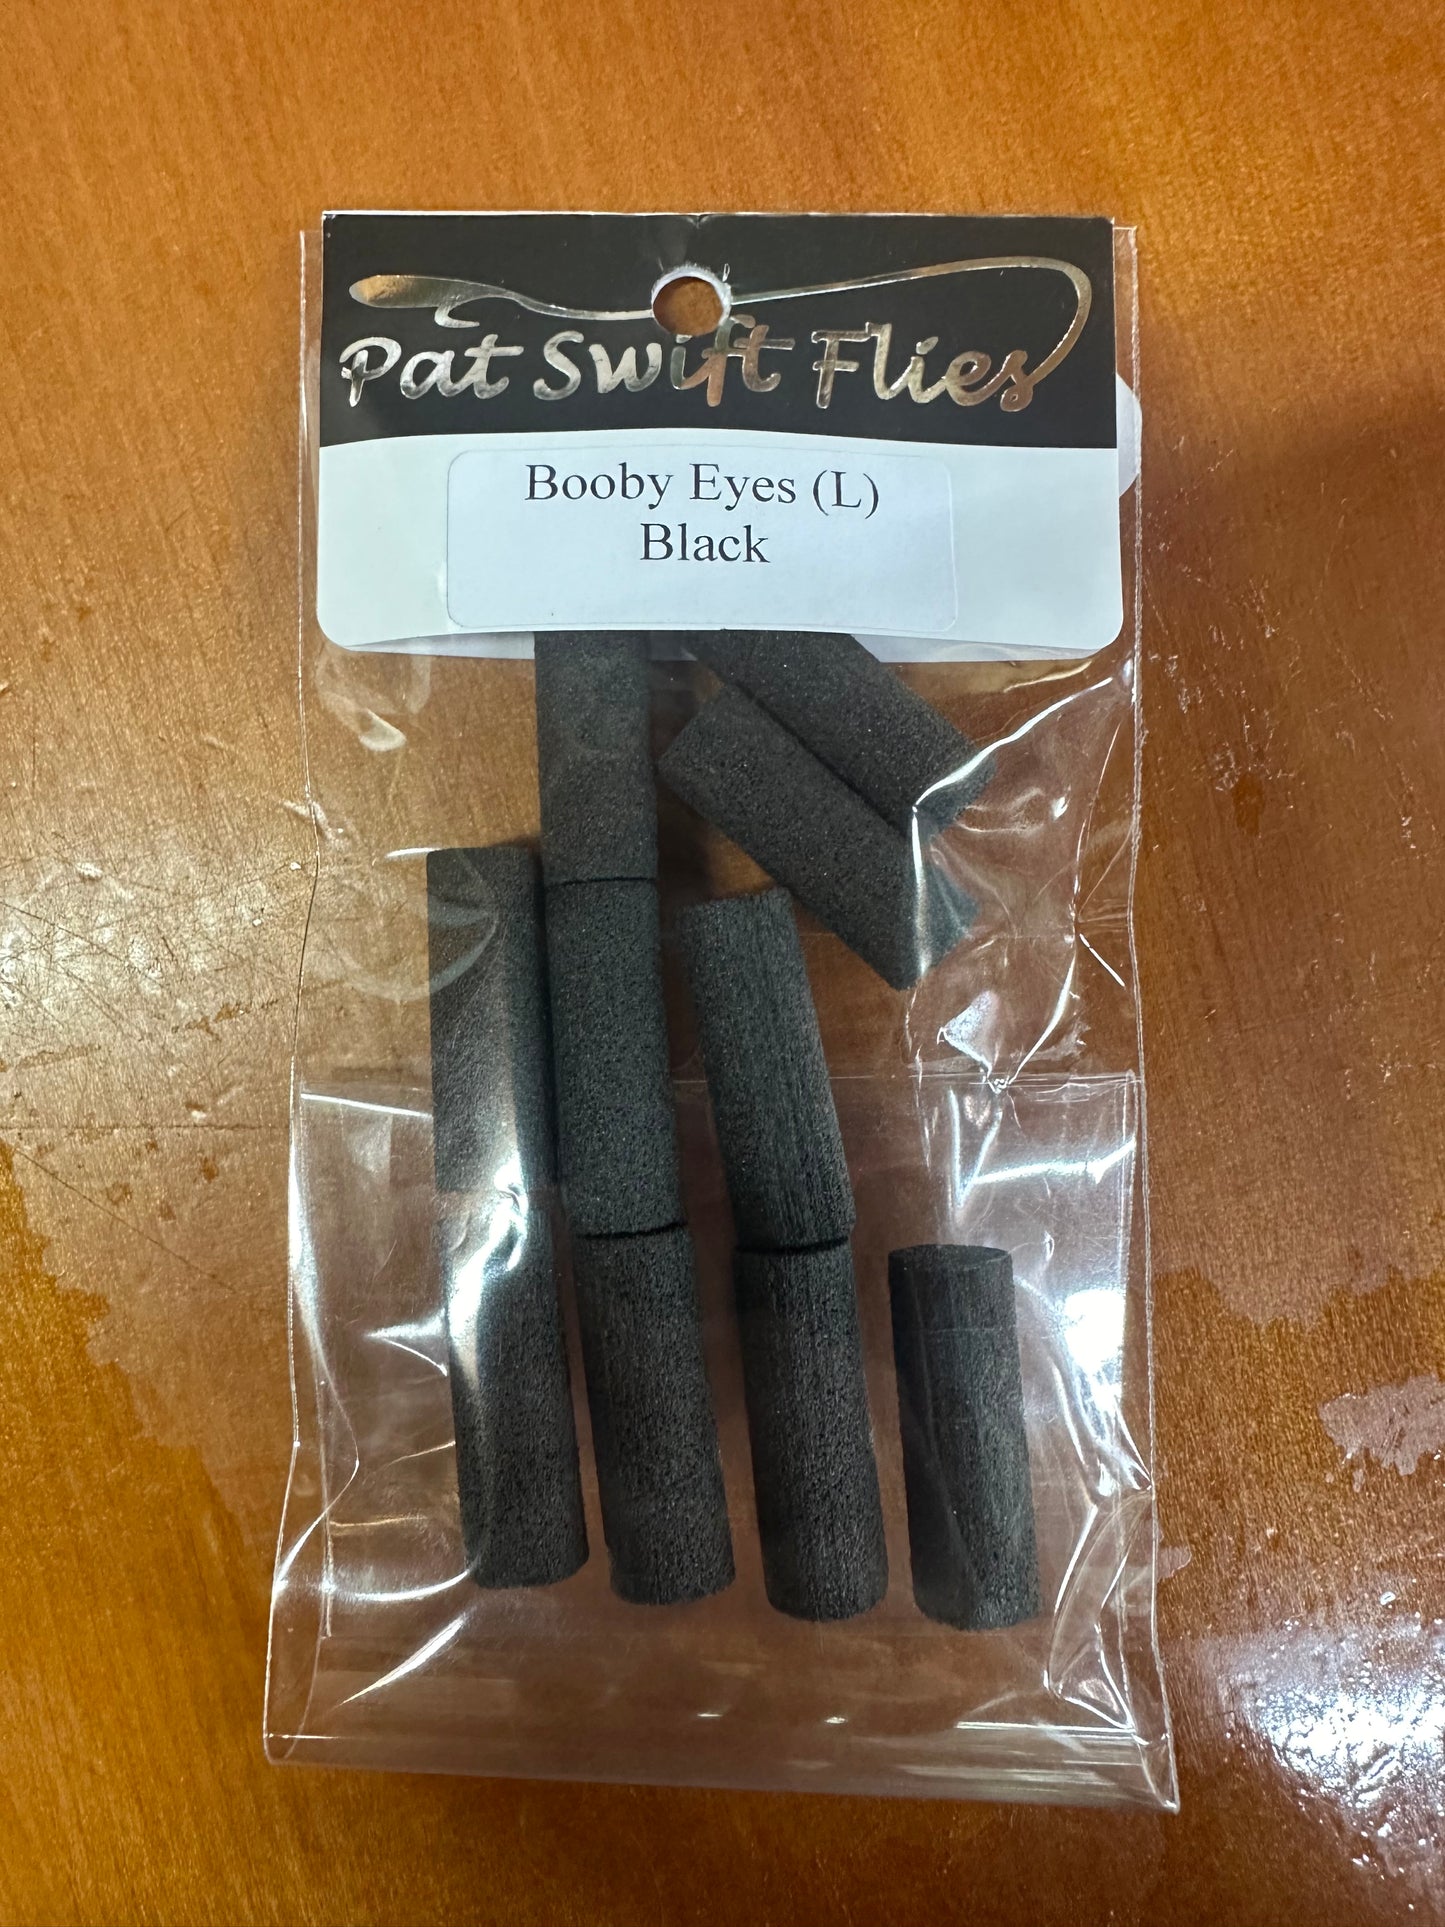 Pat Swift Flies
Booby Eyes (L)
Black